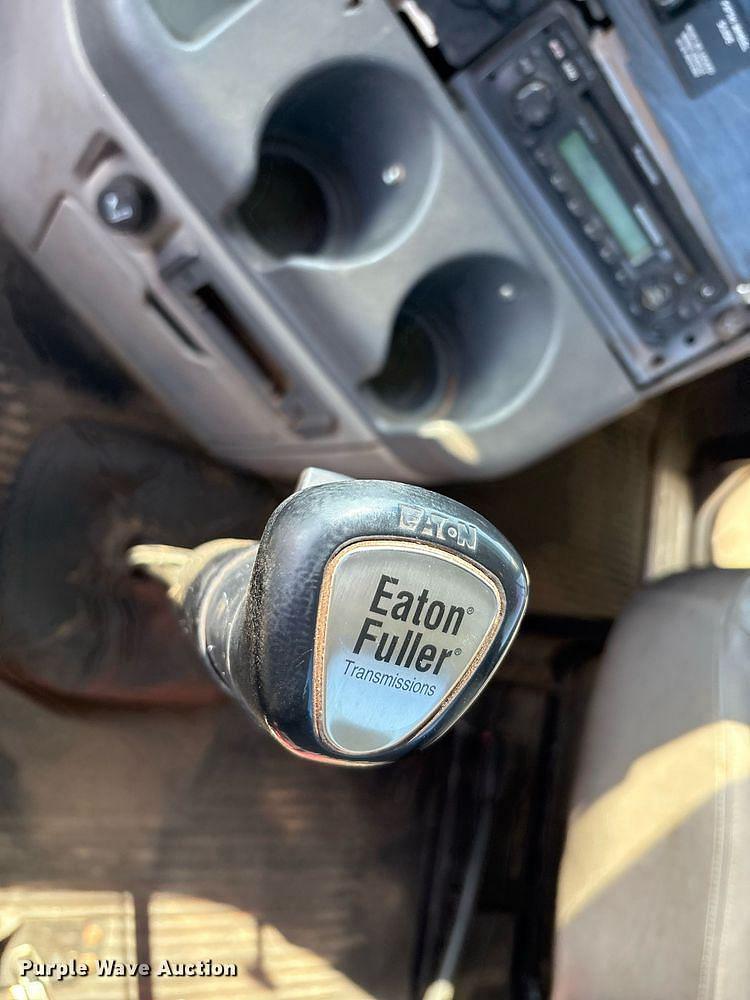 EATON
Eaton®
Fuller®
Transmissions
Purple Wave Auction